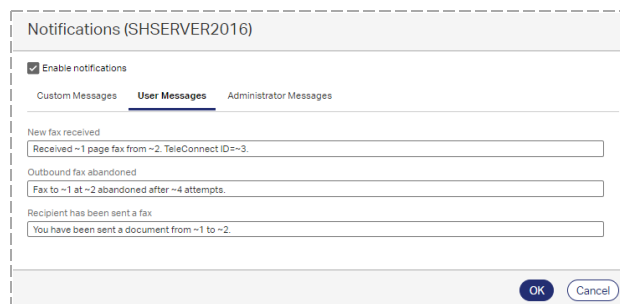 Notifications (SHSERVER2016)
Enable notifications
Custom Messages User Messages Administrator Messages
New fax received
Received ~1 page fax from ~2. TeleConnect ID=~3.
Outbound fax abandoned
Fax to ~1 at ~2 abandoned after ~4 attempts.
Recipient has been sent a fax
You have been sent a document from ~1 to ~2.
OK Cancel